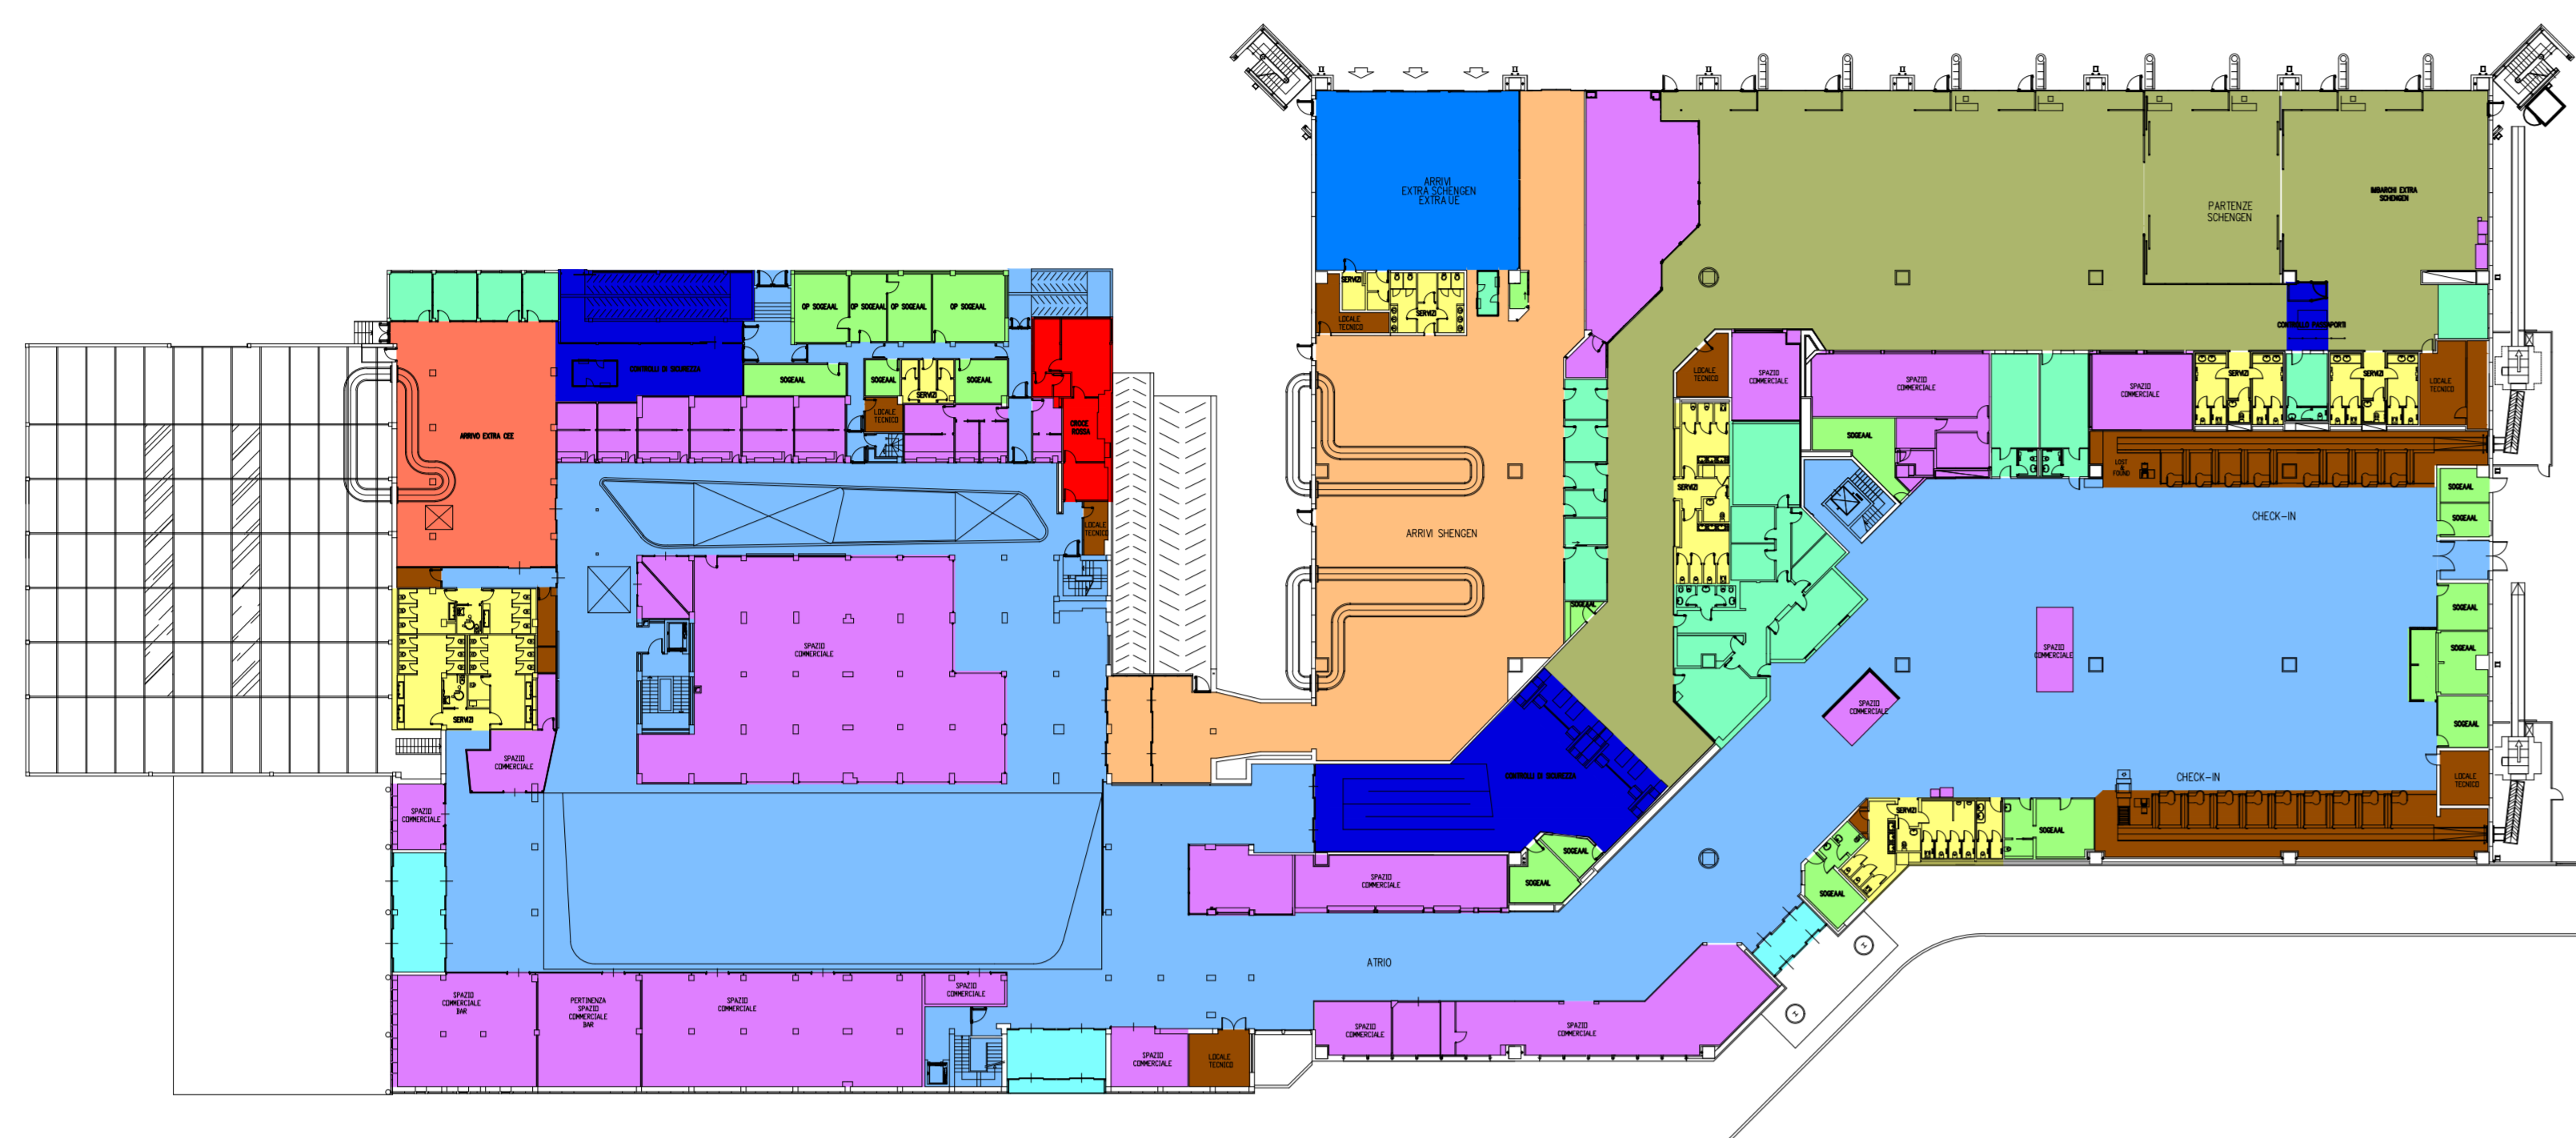 ARRIVI
EXTRA SCHENGEN
EXTRA UE
PARTENZE
SCHENGEN
IMBARCHI EXTRA
SCHENGEN
SERVIZI
SERVIZI
LOCALE
TECNICO
CONTROLLO PASSAPORTI
OP SOGEAAL
OP SOGEAAL
OP SOGEAAL
OP SOGEAAL
CONTROLLI DI SICUREZZA
SOGEAAL
SOGEAAL
SERVIZI
SOGEAAL
LOCALE
TECNICO
CROCE
ROSSA
ARRIVO EXTRA CEE
LOCALE
TECNICO
LOCALE
TECNICO
SPAZIO
COMMERCIALE
SPAZIO
COMMERCIALE
SPAZIO
COMMERCIALE
SERVIZI
SERVIZI
LOCALE
TECNICO
SOGEAAL
LOST
&
FOUND
SERVIZI
SOGEAAL
SOGEAAL
CHECK-IN
ARRIVI SHENGEN
SOGEAAL
SOGEAAL
SOGEAAL
SOGEAAL
SPAZIO
COMMERCIALE
SPAZIO
COMMERCIALE
SPAZIO
COMMERCIALE
SERVIZI
SPAZIO
COMMERCIALE
SPAZIO
COMMERCIALE
CONTROLLI DI SICUREZZA
CHECK-IN
LOCALE
TECNICO
SERVIZI
SOGEAAL
SOGEAAL
SOGEAAL
SOGEAAL
SPAZIO
COMMERCIALE
ATRIO
H
H
SPAZIO
COMMERCIALE
BAR
PERTINENZA
SPAZIO
COMMERCIALE
BAR
SPAZIO
COMMERCIALE
SPAZIO
COMMERCIALE
SPAZIO
COMMERCIALE
LOCALE
TECNICO
SPAZIO
COMMERCIALE
SPAZIO
COMMERCIALE